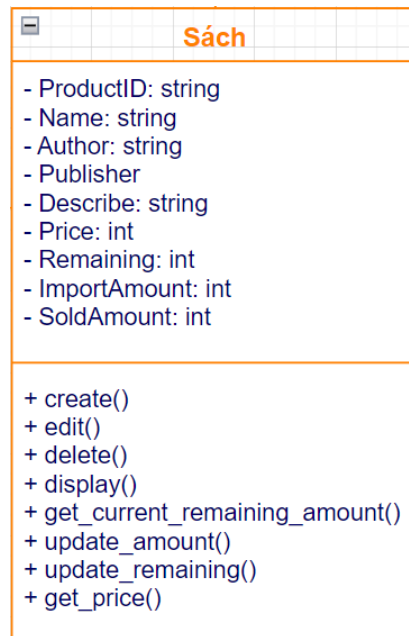 Sách
- ProductID: string
- Name: string
- Author: string
- Publisher
- Describe: string
- Price: int
- Remaining: int
- ImportAmount: int
- SoldAmount: int
+ create()
+ edit()
+ delete()
+ display()
+ get_current_remaining_amount()
+ update_amount()
+ update_remaining()
+ get_price()